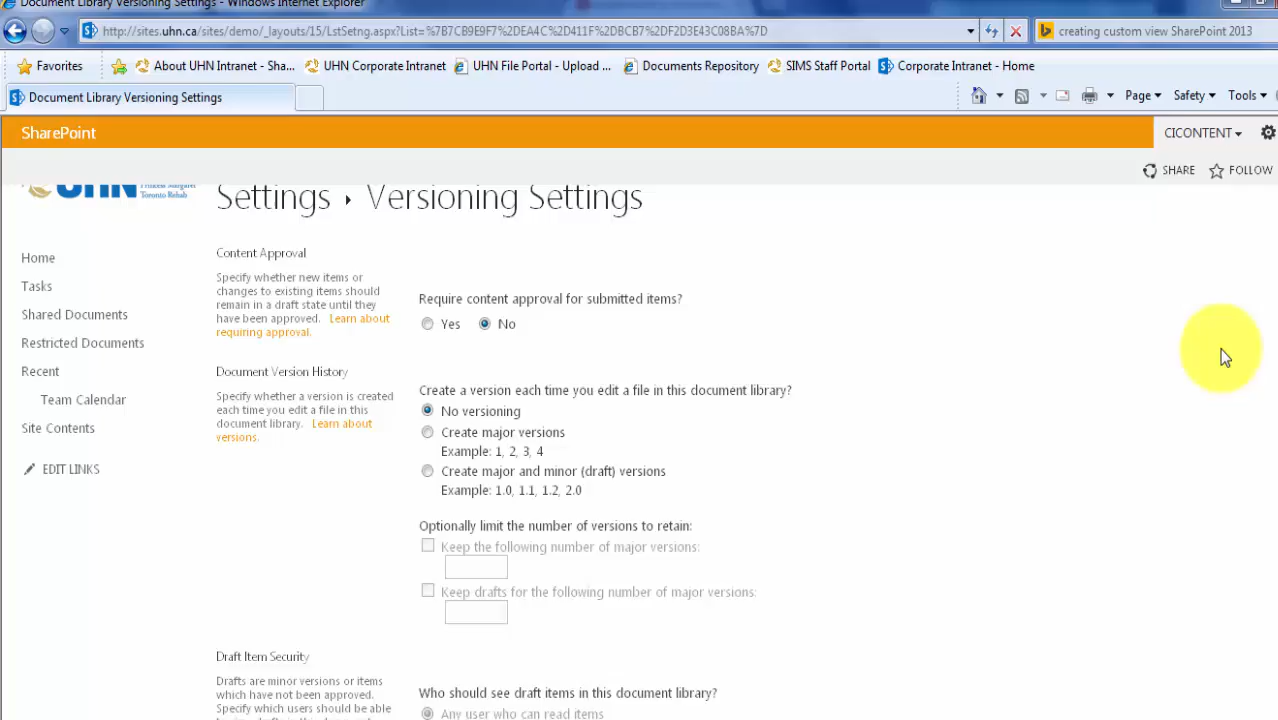 Document Library Versioning Settings - Windows Internet Explorer
http://sites.uhn.ca/sites/demo/_layouts/15/LstSetng.aspx?List=%7B7CB9E9F7%2DEA4C%2D411F%2DBCB7%2DF2D3E43C08BA%7D
creating custom view SharePoint 2013
Favorites
About UHN Intranet - Sha...
UHN Corporate Intranet
UHN File Portal - Upload ...
Documents Repository
SIMS Staff Portal
Corporate Intranet - Home
Document Library Versioning Settings
Page
Safety
Tools
SharePoint
CICONTENT
SHARE
FOLLOW
UHN
Princess Margaret
Toronto Rehab
Settings ▸ Versioning Settings
Home
Tasks
Shared Documents
Restricted Documents
Recent
Team Calendar
Site Contents
EDIT LINKS
Content Approval
Specify whether new items or
changes to existing items should
remain in a draft state until they
have been approved. Learn about
requiring approval.
Require content approval for submitted items?
Yes No
Document Version History
Specify whether a version is created
each time you edit a file in this
document library. Learn about
versions.
Create a version each time you edit a file in this document library?
No versioning
Create major versions
Example: 1, 2, 3, 4
Create major and minor (draft) versions
Example: 1.0, 1.1, 1.2, 2.0
Optionally limit the number of versions to retain:
Keep the following number of major versions:
Keep drafts for the following number of major versions:
Draft Item Security
Drafts are minor versions or items
which have not been approved.
Specify which users should be able
Who should see draft items in this document library?
Any user who can read items